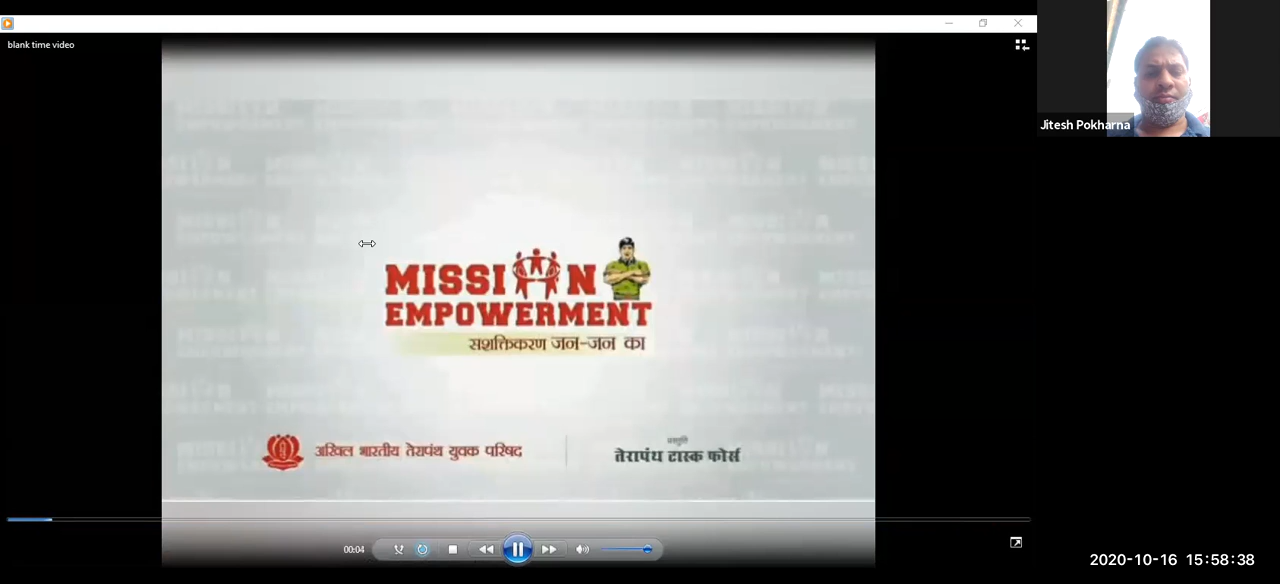 blank time video
Jitesh Pokharna
MISSION
EMPOWERMENT
सशक्तिकरण जन-जन का
अखिल भारतीय तेरापंथ युवक परिषद
प्रस्तुति
तेरापंथ टास्क फोर्स
00:04
2020-10-16 15:58:38